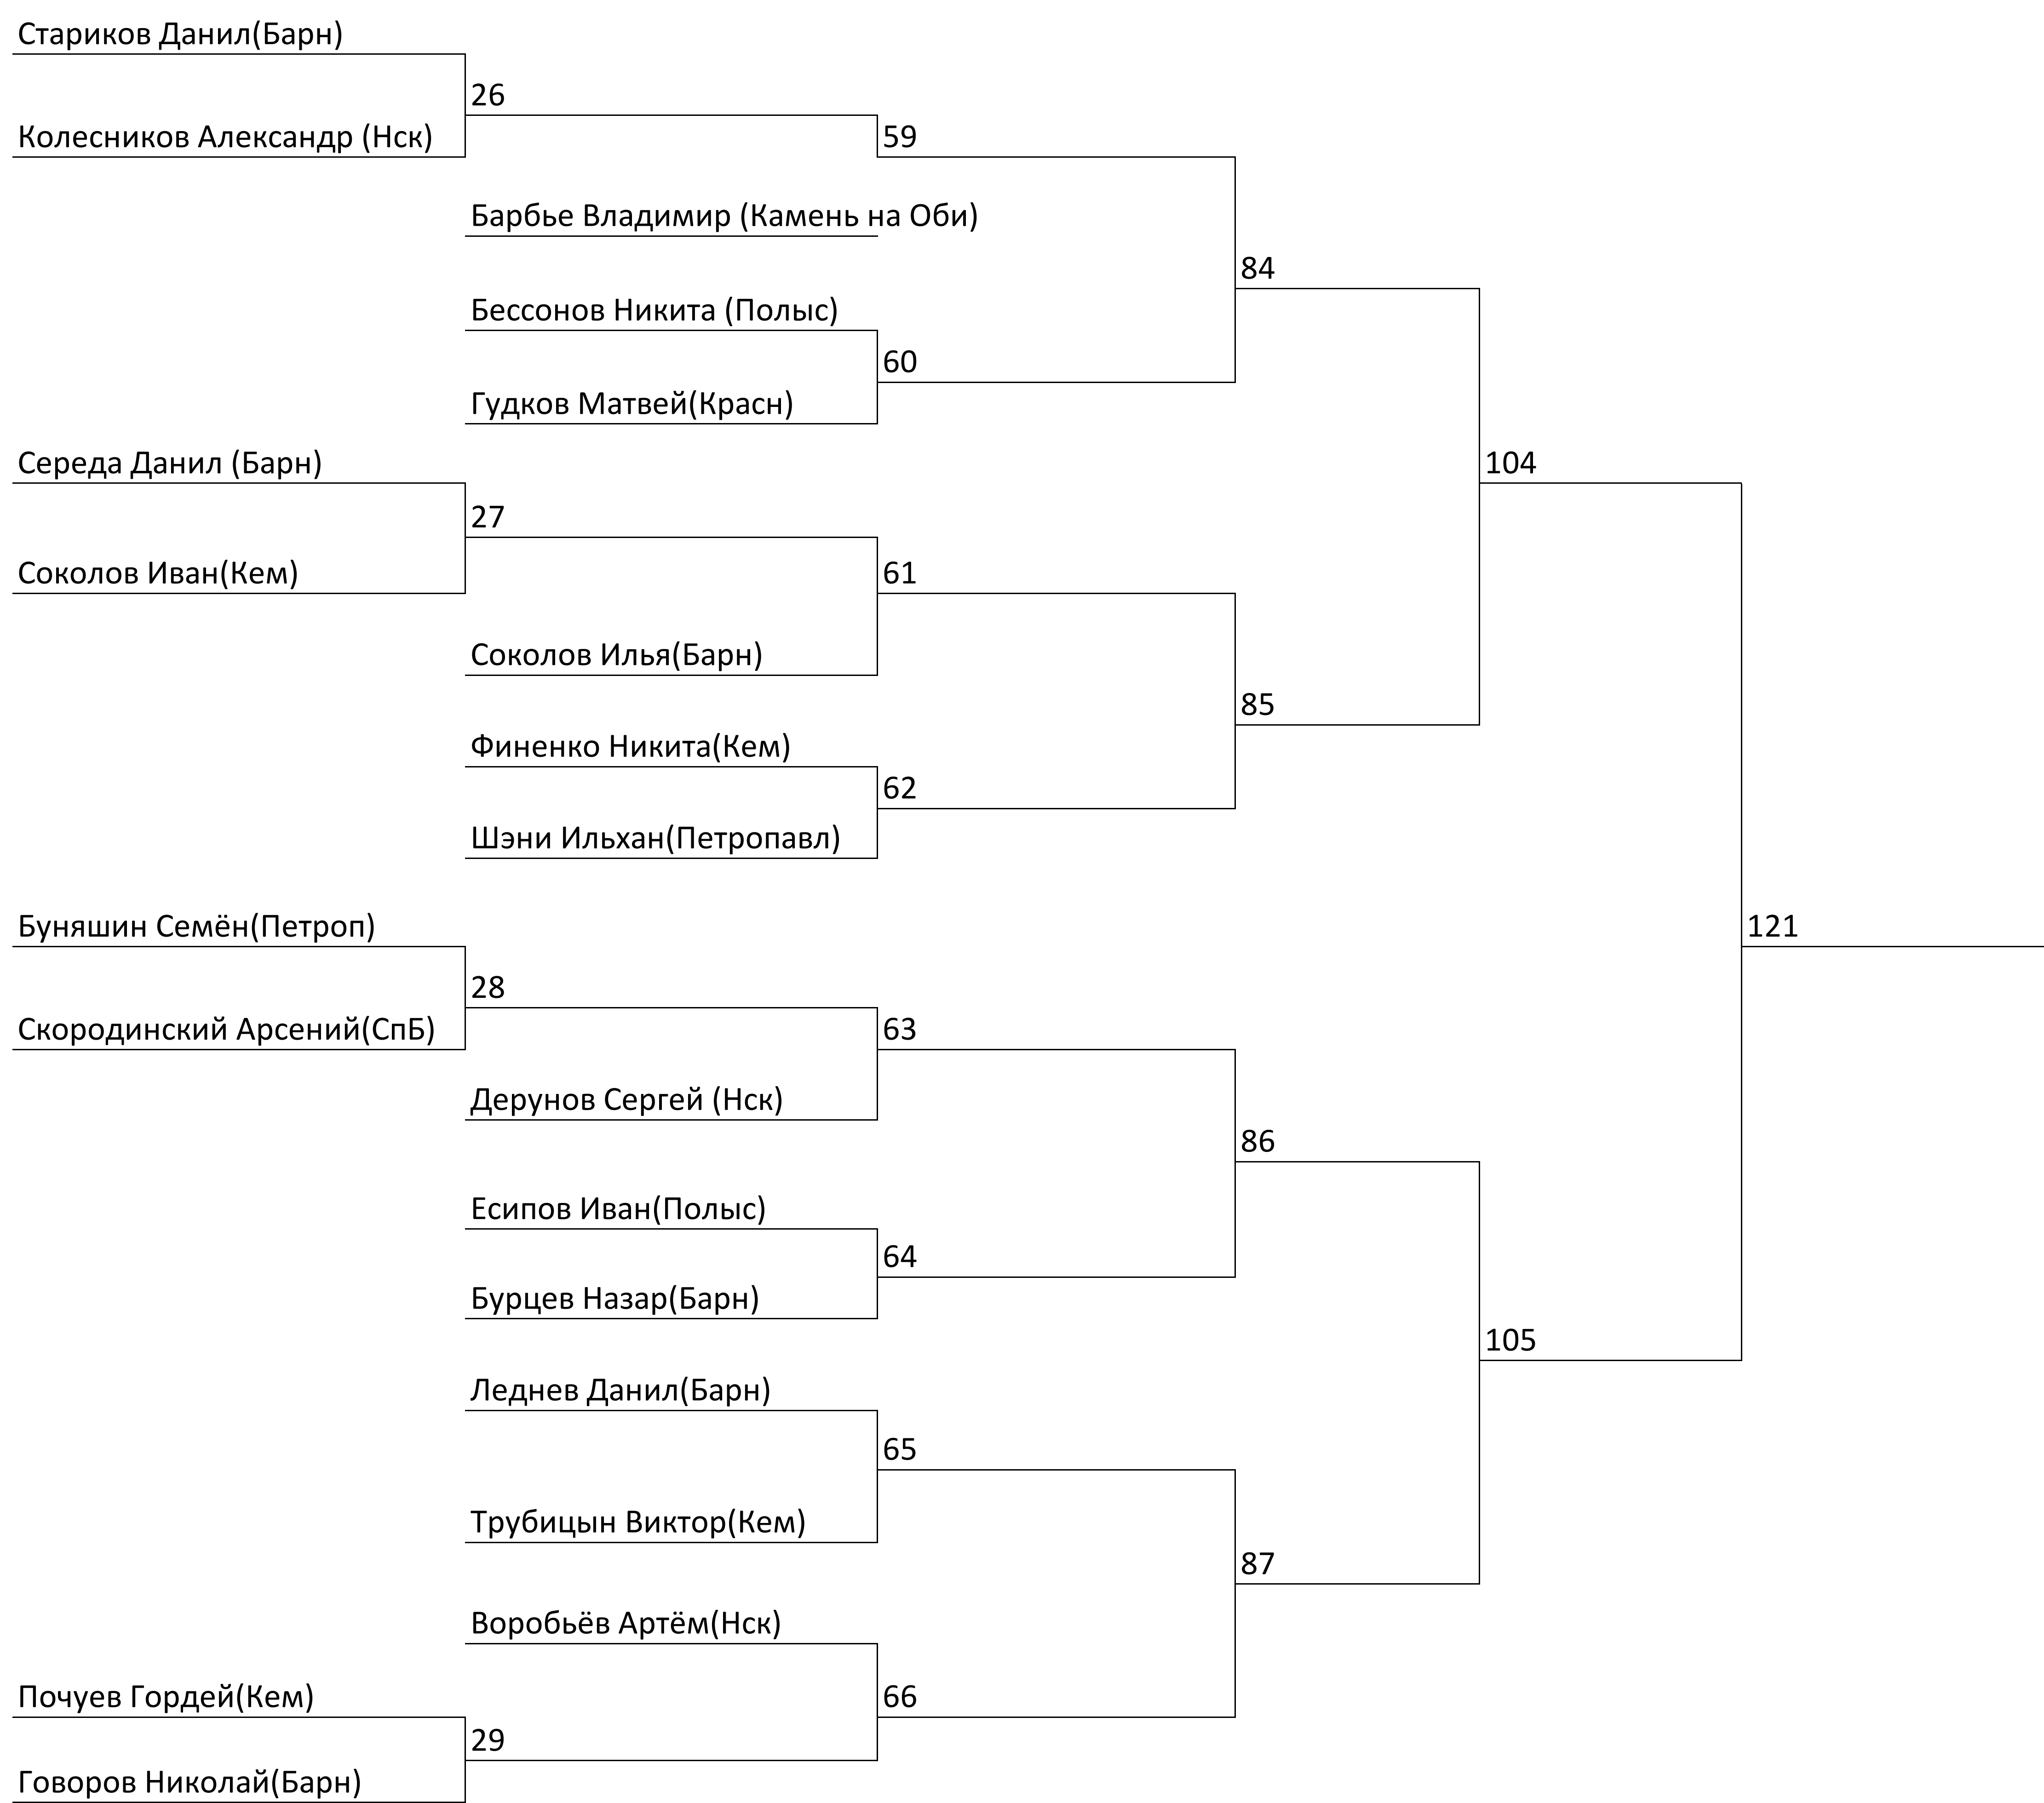 Стариков Данил(Барн)
26
Колесников Александр (Нск)
59
Барбье Владимир (Камень на Оби)
84
Бессонов Никита (Полыс)
60
Гудков Матвей(Красн)
Середа Данил (Барн)
104
27
Соколов Иван(Кем)
61
Соколов Илья(Барн)
85
Финенко Никита(Кем)
62
Шэни Ильхан(Петропавл)
Буняшин Семён(Петроп)
121
28
Скородинский Арсений(СпБ)
63
Дерунов Сергей (Нск)
86
Есипов Иван(Полыс)
64
Бурцев Назар(Барн)
105
Леднев Данил(Барн)
65
Трубицын Виктор(Кем)
87
Воробьёв Артём(Нск)
Почуев Гордей(Кем)
66
29
Говоров Николай(Барн)